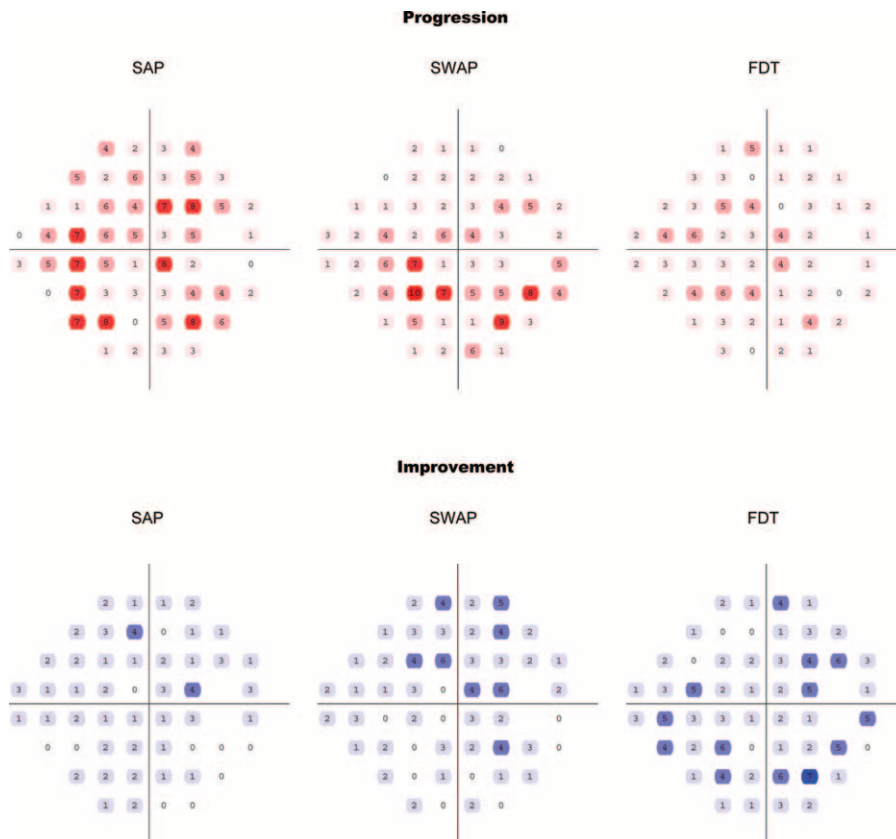 Progression
SAP SWAP FDT
4 2 3 4 2 1 1 0 1 5 1 1
5 2 6 3 5 3 0 2 2 2 2 1 3 3 0 1 2 1
1 1 6 4 7 8 5 2 1 1 3 2 3 4 5 2 2 3 5 4 0 3 1 2
0 4 7 6 5 3 5 1 3 2 4 2 6 4 3 2 2 4 6 2 3 4 2 1
3 5 7 5 1 8 2 0 1 2 6 7 1 3 3 5 2 3 3 3 2 4 2 1
0 7 3 3 3 4 4 2 2 4 10 7 5 5 8 4 2 4 6 4 1 2 0 2
7 8 0 5 8 6 1 5 1 1 9 3 1 3 2 1 4 2
1 2 3 3 1 2 6 1 3 0 2 1
Improvement
SAP SWAP FDT
2 1 1 2 2 4 2 5 2 1 4 1
2 3 4 0 1 1 1 3 3 2 4 2 1 0 0 1 3 2
2 2 1 1 2 1 3 1 1 2 4 6 3 3 2 1 2 0 2 2 3 4 6 3
3 1 1 2 0 3 4 3 2 1 1 3 0 4 6 2 1 3 5 2 1 2 5 1
1 1 2 1 1 1 3 1 2 3 0 2 0 3 2 0 3 5 3 3 1 2 1 5
0 0 2 2 1 0 0 0 1 2 0 3 2 4 3 0 4 2 6 0 1 2 5 0
2 2 2 1 1 0 2 0 1 0 1 1 1 4 2 6 7 1
1 2 0 0 2 0 2 0 1 1 3 2